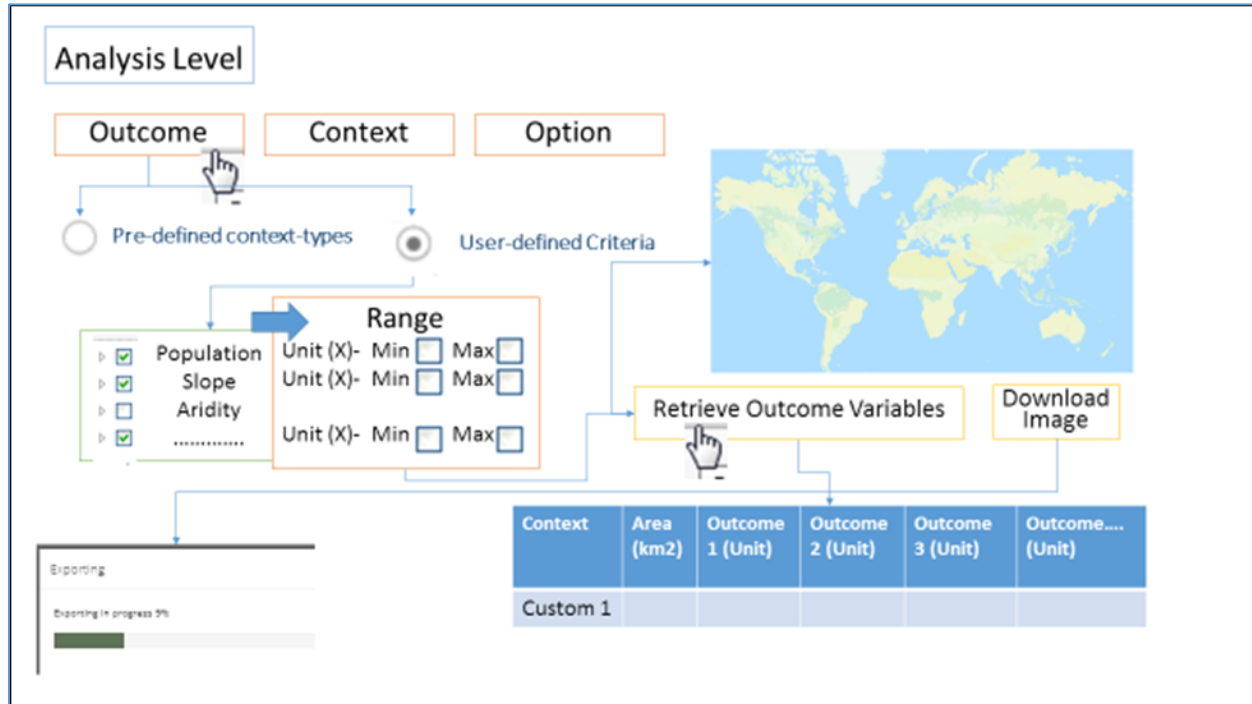 Analysis Level
Outcome
Context
Option
Pre-defined context-types
User-defined Criteria
Population
Slope
Aridity
.............
Range
Unit (X)- Min Max
Unit (X)- Min Max
Unit (X)- Min Max
Retrieve Outcome Variables
Download
Image
Context Area Outcome Outcome Outcome Outcome....
(km2) 1 (Unit) 2 (Unit) 3 (Unit) (Unit)
Custom 1
Exporting
Exporting in progress 9%